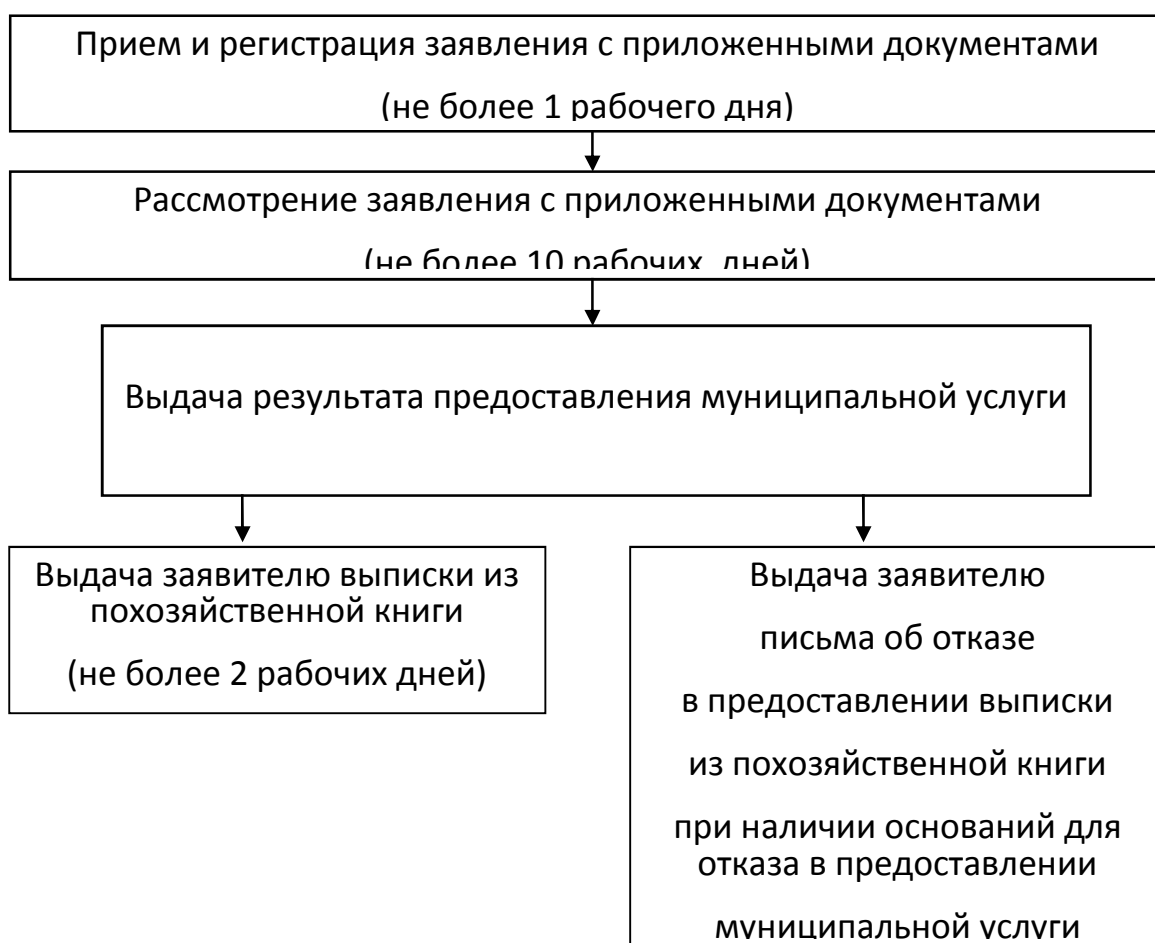 Прием и регистрация заявления с приложенными документами
(не более 1 рабочего дня)
Рассмотрение заявления с приложенными документами
(не более 10 рабочих  дней)
Выдача результата предоставления муниципальной услуги
Выдача заявителю выписки из
похозяйственной книги
(не более 2 рабочих дней)
Выдача заявителю
письма об отказе
в предоставлении выписки
из похозяйственной книги
при наличии оснований для
отказа в предоставлении
муниципальной услуги